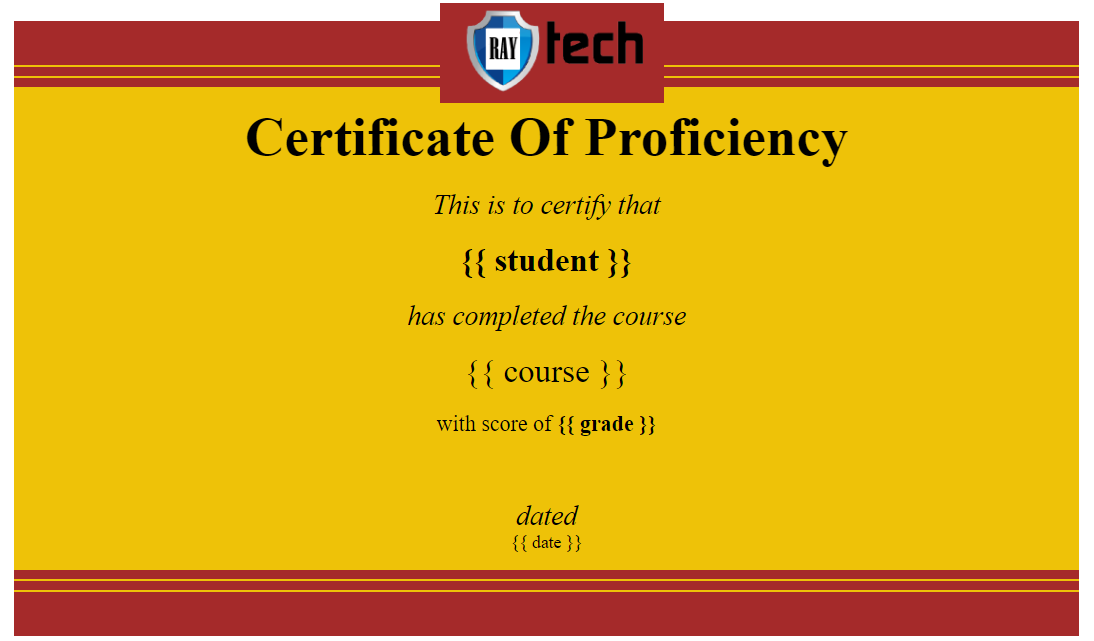 RAY tech
Certificate Of Proficiency
This is to certify that
{{ student }}
has completed the course
{{ course }}
with score of {{ grade }}
dated
{{ date }}